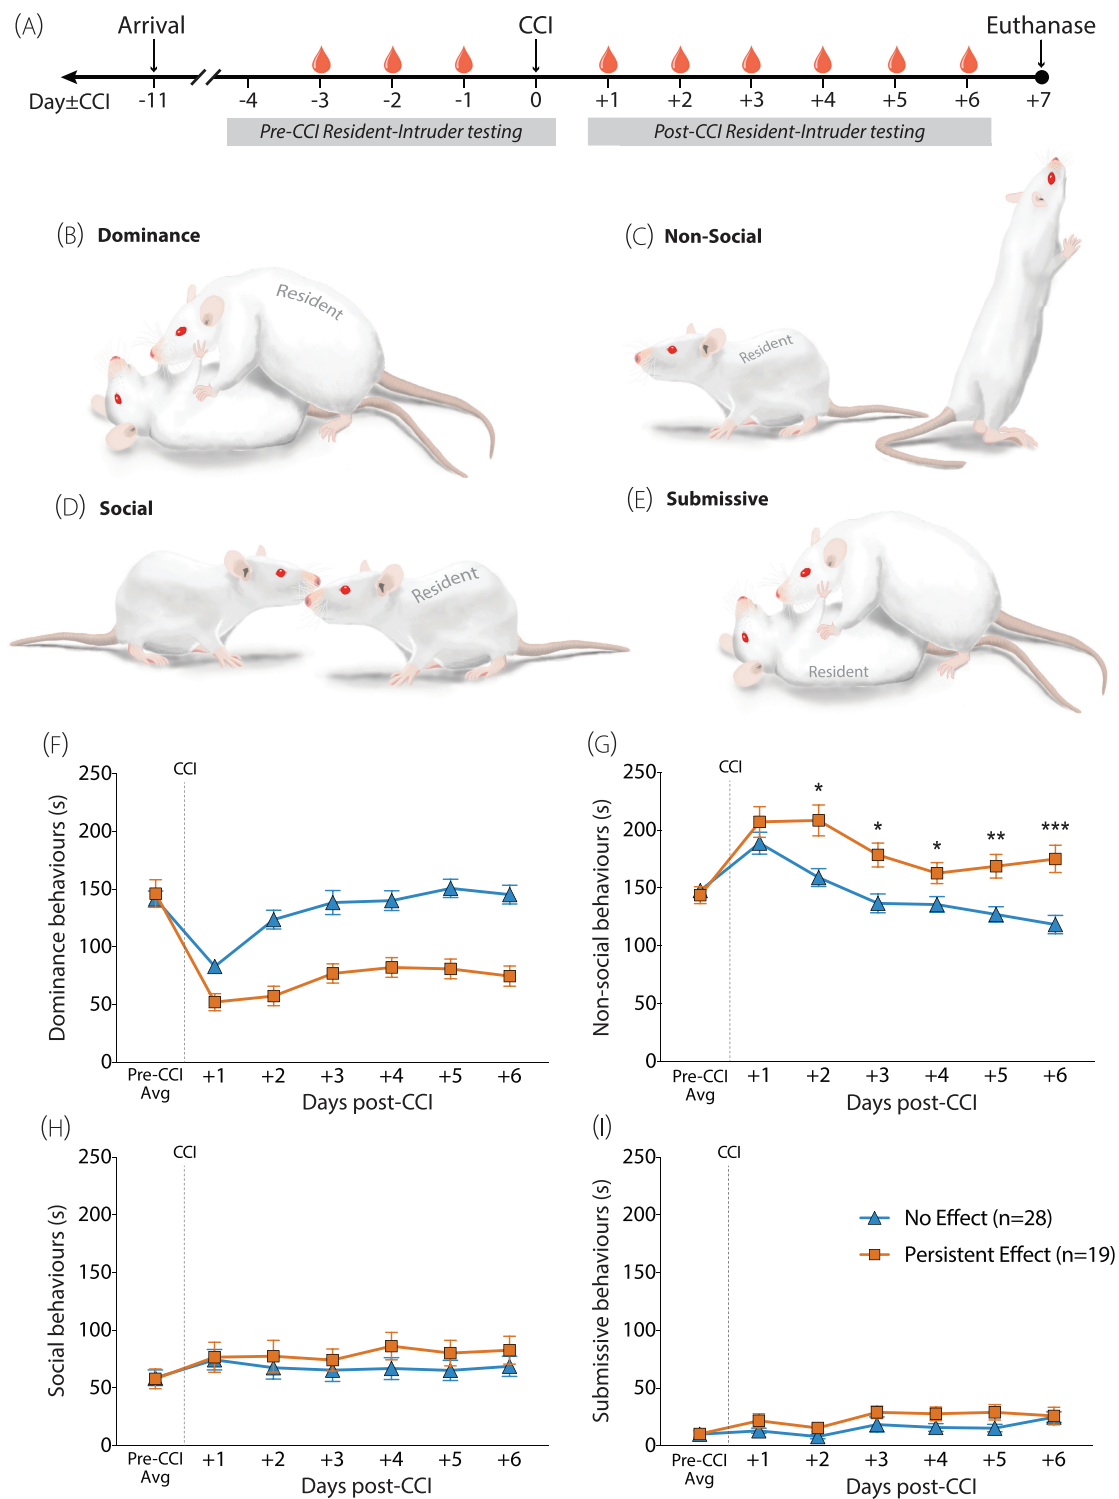 (A)
Arrival
CCI
Euthanase
Day±CCI
-11
-4
-3
-2
-1
0
+1
+2
+3
+4
+5
+6
+7
Pre-CCI Resident-Intruder testing
Post-CCI Resident-Intruder testing
(B) Dominance
Resident
(C) Non-Social
Resident
(D) Social
Resident
(E) Submissive
Resident
(F)
CCI
Dominance behaviours (s)
250
200
150
100
50
0
Pre-CCI
Avg
+1
+2
+3
+4
+5
+6
Days post-CCI
(G)
CCI
Non-social behaviours (s)
250
200
150
100
50
0
*
*
*
**
***
Pre-CCI
Avg
+1
+2
+3
+4
+5
+6
Days post-CCI
(H)
CCI
Social behaviours (s)
250
200
150
100
50
0
Pre-CCI
Avg
+1
+2
+3
+4
+5
+6
Days post-CCI
(I)
CCI
Submissive behaviours (s)
250
200
150
100
50
0
No Effect (n=28)
Persistent Effect (n=19)
Pre-CCI
Avg
+1
+2
+3
+4
+5
+6
Days post-CCI